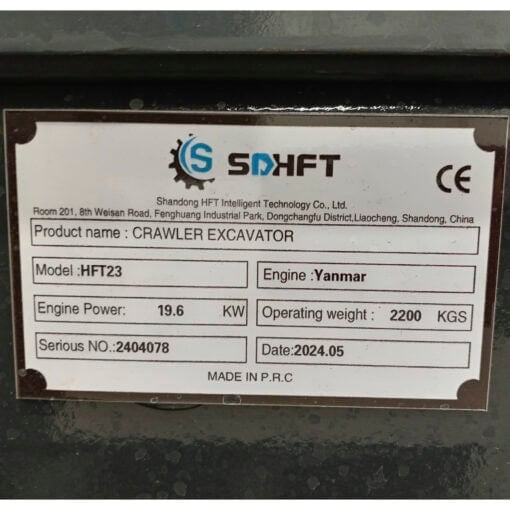 S SDHFT
CE
Shandong HFT Intelligent Technology Co., Ltd.
Room 201, 8th Weisan Road, Fenghuang Industrial Park, Dongchangfu District,Liaocheng, Shandong, China
Product name : CRAWLER EXCAVATOR
Model :HFT23
Engine :Yanmar
Engine Power: 19.6 KW
Operating weight : 2200 KGS
Serious NO.:2404078
Date:2024.05
MADE IN P.R.C